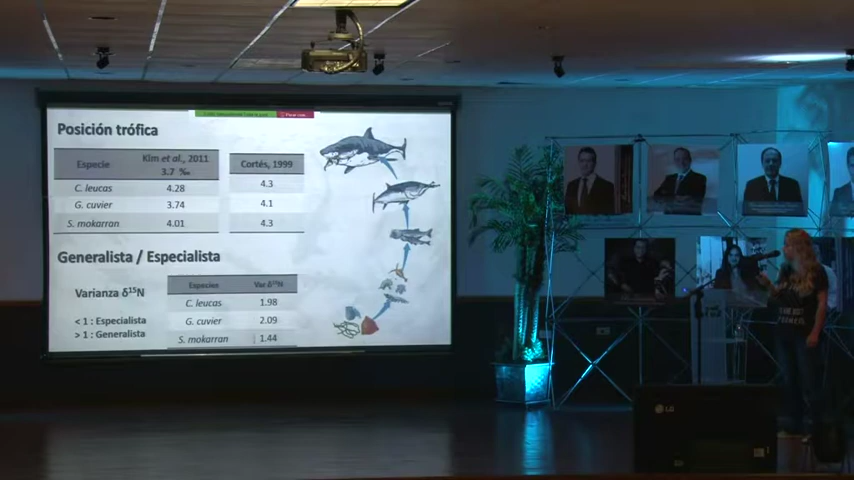 Posición trófica
Especie Kim et al., 2011 3.7 ‰ Cortés, 1999
C. leucas 4.28 4.3
G. cuvier 3.74 4.1
S. mokarran 4.01 4.3
Generalista / Especialista
Varianza δ¹⁵N
< 1 : Especialista
> 1 : Generalista
Especies Var δ¹⁵N
C. leucas 1.98
G. cuvier 2.09
S. mokarran 1.44
LG